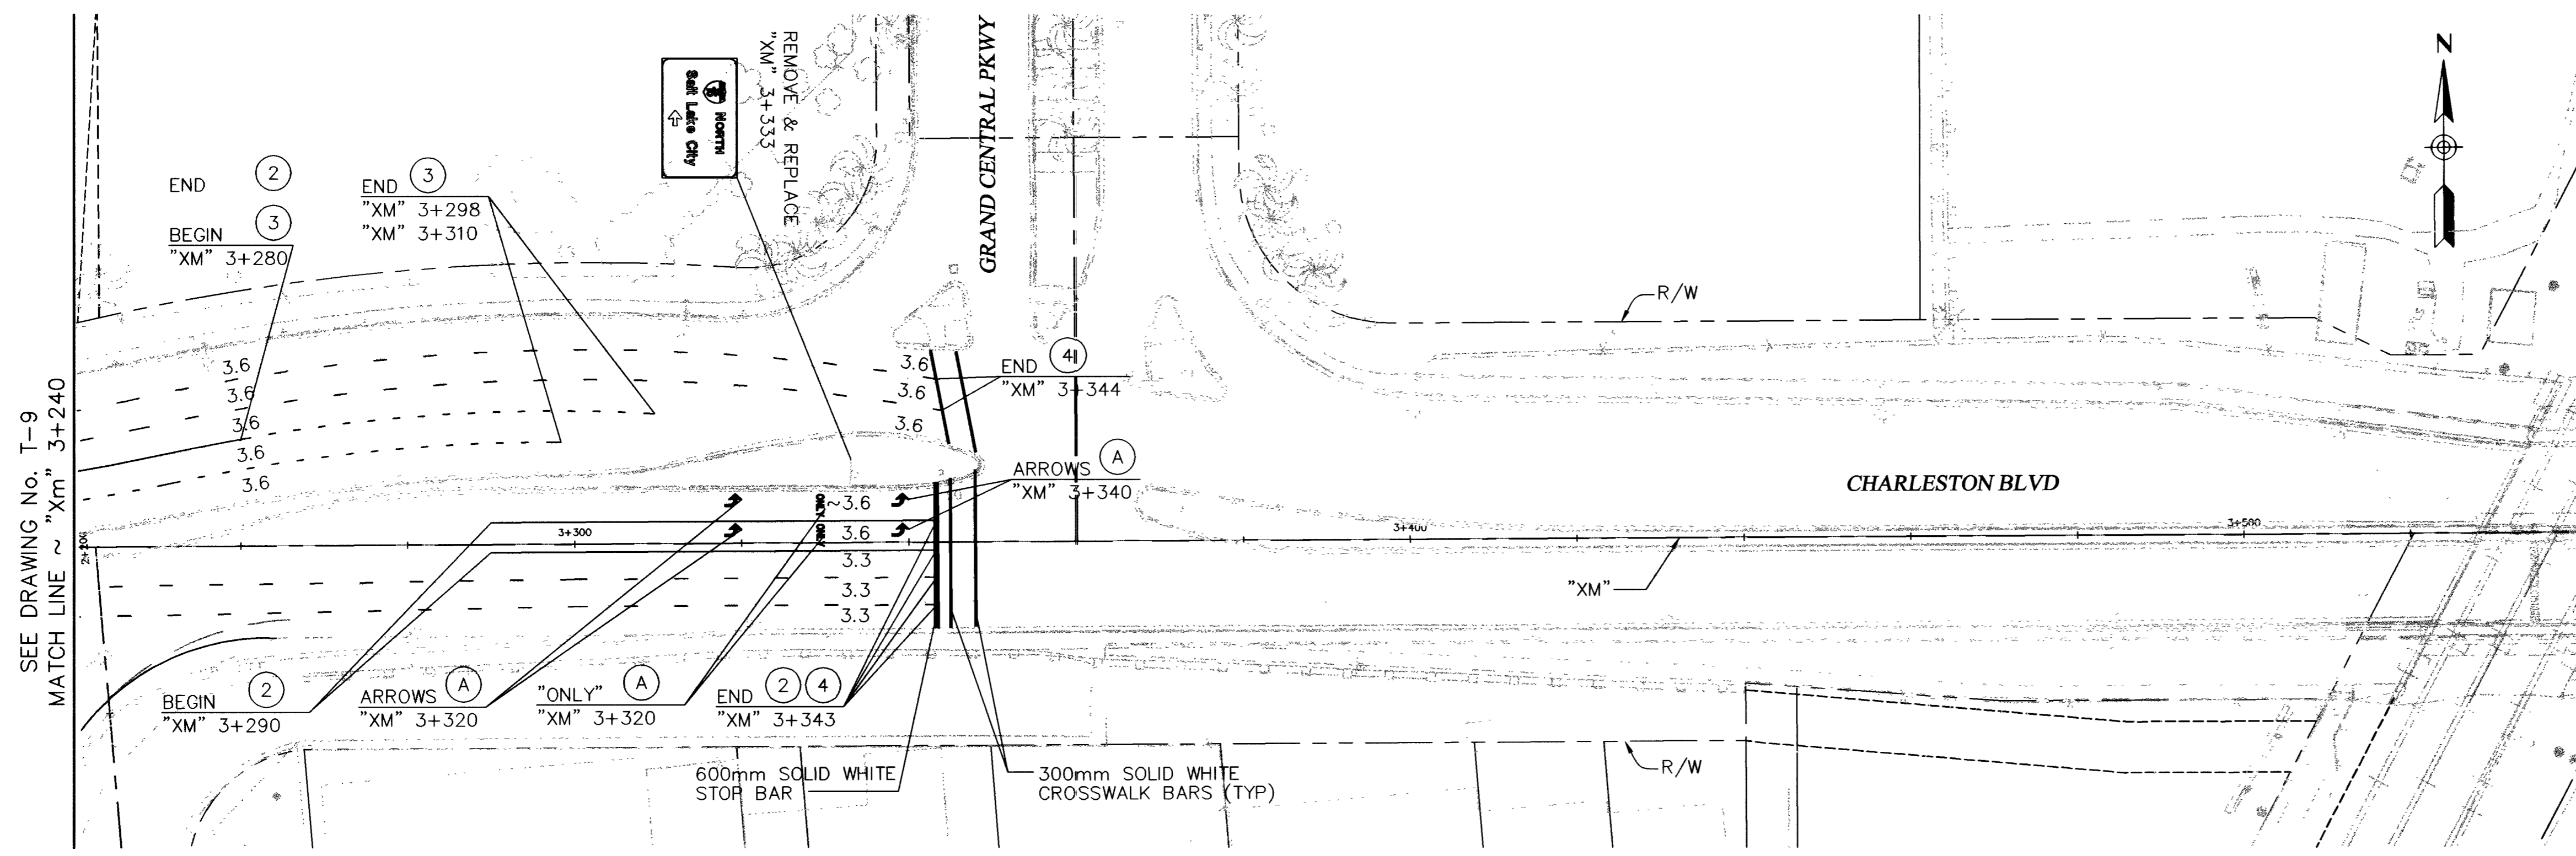 SEE DRAWING No. T-9
MATCH LINE ~ "Xm" 3+240
END 2
BEGIN 3
"XM" 3+280
END 3
"XM" 3+298
"XM" 3+310
NORTH
Salt Lake City
REMOVE & REPLACE
"XM" 3+333
GRAND CENTRAL PKWY
N
R/W
3.6
3.6
3.6
3.6
3.6
3.6
3.6
3.6
END 4
"XM" 3+344
ARROWS A
"XM" 3+340
CHARLESTON BLVD
ONLY ONLY
~3.6
3.6
3.3
3.3
3.3
3+300
3+400
3+500
"XM"
BEGIN 2
"XM" 3+290
ARROWS A
"XM" 3+320
"ONLY" A
"XM" 3+320
END 2 4
"XM" 3+343
600mm SOLID WHITE
STOP BAR
300mm SOLID WHITE
CROSSWALK BARS (TYP)
R/W